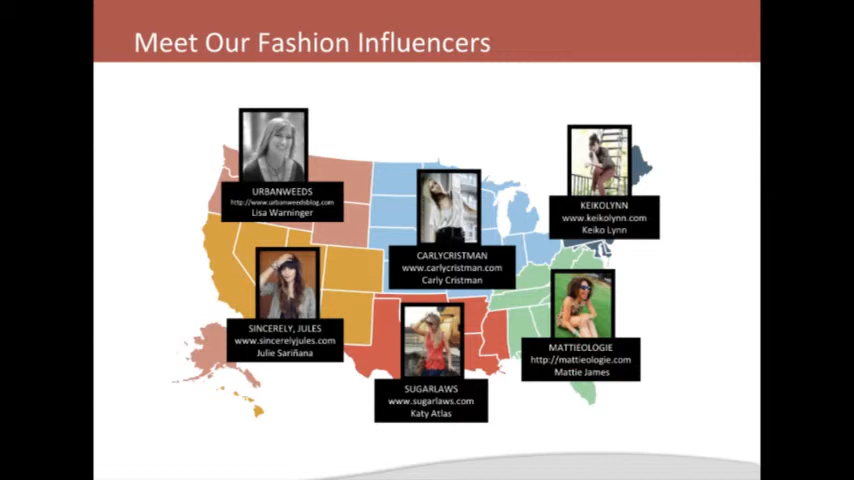 Meet Our Fashion Influencers
URBANWEEDS
http://www.urbanweedsblog.com
Lisa Warninger
KEIKOLYNN
www.keikolynn.com
Keiko Lynn
CARLYCRISTMAN
www.carlycristman.com
Carly Cristman
SINCERELY, JULES
www.sincerelyjules.com
Julie Sariñana
MATTIEOLOGIE
http://mattieologie.com
Mattie James
SUGARLAWS
www.sugarlaws.com
Katy Atlas